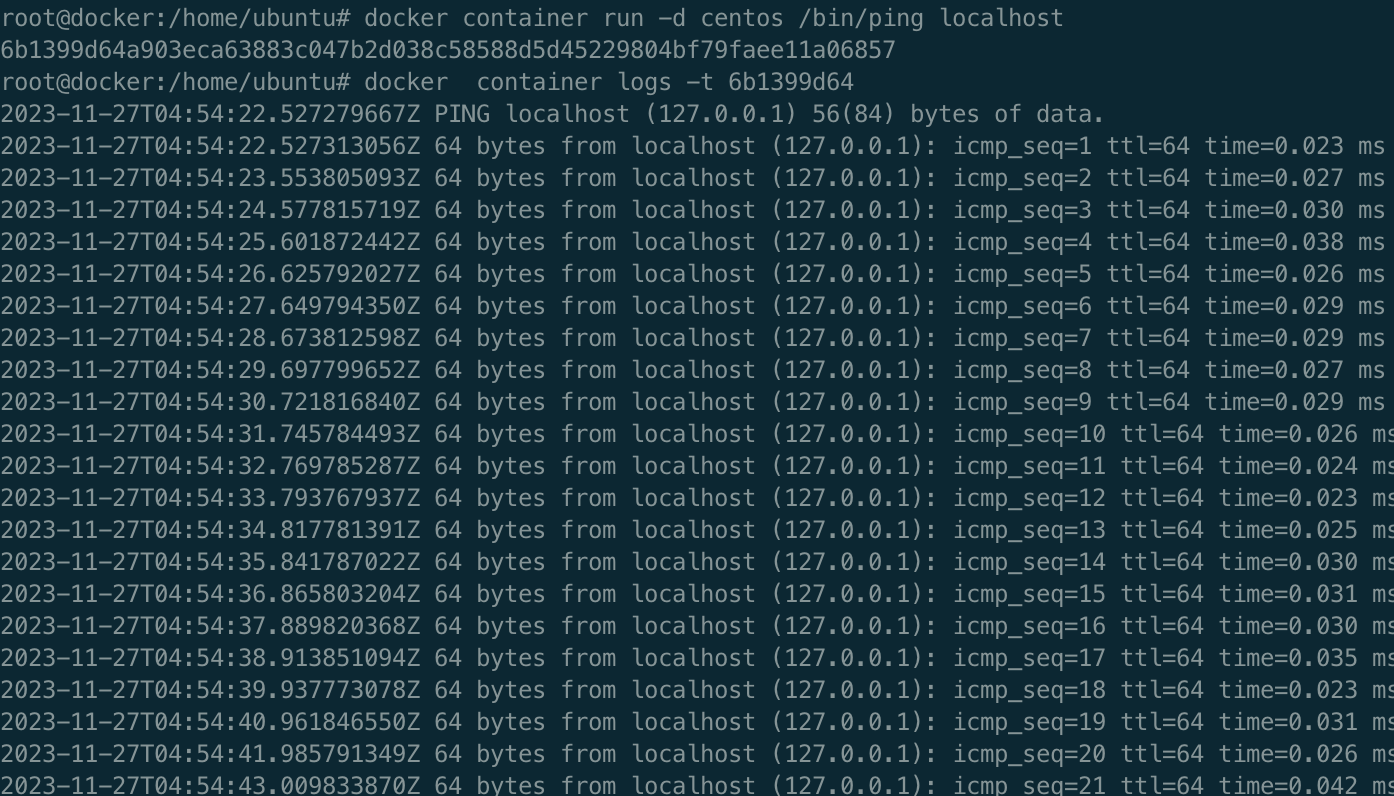 root@docker:/home/ubuntu# docker container run -d centos /bin/ping localhost
6b1399d64a903eca63883c047b2d038c58588d5d45229804bf79faee11a06857
root@docker:/home/ubuntu# docker  container logs -t 6b1399d64
2023-11-27T04:54:22.527279667Z PING localhost (127.0.0.1) 56(84) bytes of data.
2023-11-27T04:54:22.527313056Z 64 bytes from localhost (127.0.0.1): icmp_seq=1 ttl=64 time=0.023 ms
2023-11-27T04:54:23.553805093Z 64 bytes from localhost (127.0.0.1): icmp_seq=2 ttl=64 time=0.027 ms
2023-11-27T04:54:24.577815719Z 64 bytes from localhost (127.0.0.1): icmp_seq=3 ttl=64 time=0.030 ms
2023-11-27T04:54:25.601872442Z 64 bytes from localhost (127.0.0.1): icmp_seq=4 ttl=64 time=0.038 ms
2023-11-27T04:54:26.625792027Z 64 bytes from localhost (127.0.0.1): icmp_seq=5 ttl=64 time=0.026 ms
2023-11-27T04:54:27.649794350Z 64 bytes from localhost (127.0.0.1): icmp_seq=6 ttl=64 time=0.029 ms
2023-11-27T04:54:28.673812598Z 64 bytes from localhost (127.0.0.1): icmp_seq=7 ttl=64 time=0.029 ms
2023-11-27T04:54:29.697799652Z 64 bytes from localhost (127.0.0.1): icmp_seq=8 ttl=64 time=0.027 ms
2023-11-27T04:54:30.721816840Z 64 bytes from localhost (127.0.0.1): icmp_seq=9 ttl=64 time=0.029 ms
2023-11-27T04:54:31.745784493Z 64 bytes from localhost (127.0.0.1): icmp_seq=10 ttl=64 time=0.026 ms
2023-11-27T04:54:32.769785287Z 64 bytes from localhost (127.0.0.1): icmp_seq=11 ttl=64 time=0.024 ms
2023-11-27T04:54:33.793767937Z 64 bytes from localhost (127.0.0.1): icmp_seq=12 ttl=64 time=0.023 ms
2023-11-27T04:54:34.817781391Z 64 bytes from localhost (127.0.0.1): icmp_seq=13 ttl=64 time=0.025 ms
2023-11-27T04:54:35.841787022Z 64 bytes from localhost (127.0.0.1): icmp_seq=14 ttl=64 time=0.030 ms
2023-11-27T04:54:36.865803204Z 64 bytes from localhost (127.0.0.1): icmp_seq=15 ttl=64 time=0.031 ms
2023-11-27T04:54:37.889820368Z 64 bytes from localhost (127.0.0.1): icmp_seq=16 ttl=64 time=0.030 ms
2023-11-27T04:54:38.913851094Z 64 bytes from localhost (127.0.0.1): icmp_seq=17 ttl=64 time=0.035 ms
2023-11-27T04:54:39.937773078Z 64 bytes from localhost (127.0.0.1): icmp_seq=18 ttl=64 time=0.023 ms
2023-11-27T04:54:40.961846550Z 64 bytes from localhost (127.0.0.1): icmp_seq=19 ttl=64 time=0.031 ms
2023-11-27T04:54:41.985791349Z 64 bytes from localhost (127.0.0.1): icmp_seq=20 ttl=64 time=0.026 ms
2023-11-27T04:54:43.009833870Z 64 bytes from localhost (127.0.0.1): icmp_seq=21 ttl=64 time=0.042 ms